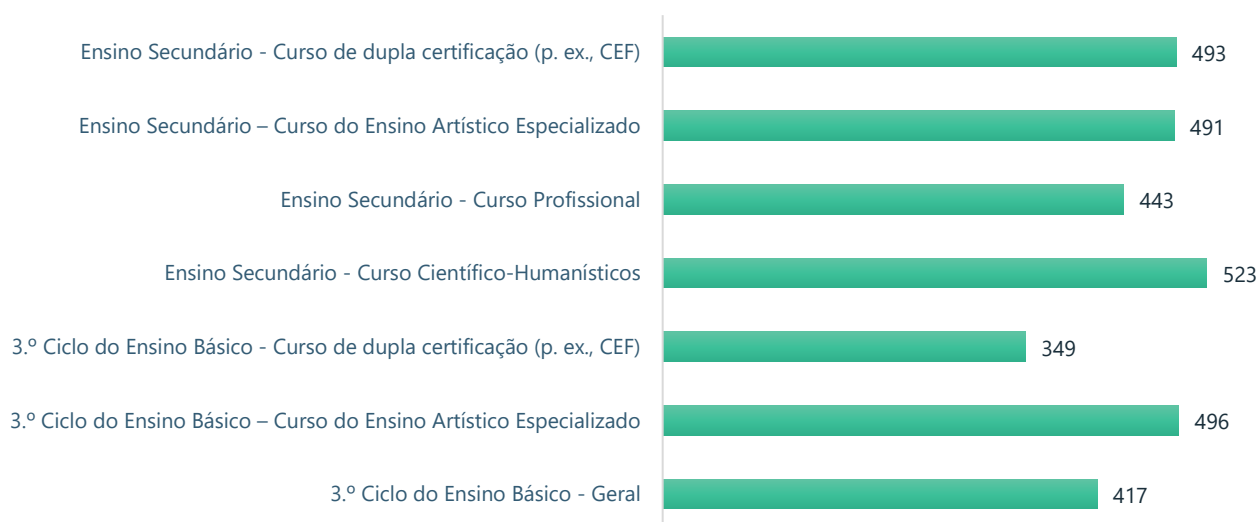 Ensino Secundário - Curso de dupla certificação (p. ex., CEF) 493
Ensino Secundário – Curso do Ensino Artístico Especializado 491
Ensino Secundário - Curso Profissional 443
Ensino Secundário - Curso Científico-Humanísticos 523
3.º Ciclo do Ensino Básico - Curso de dupla certificação (p. ex., CEF) 349
3.º Ciclo do Ensino Básico – Curso do Ensino Artístico Especializado 496
3.º Ciclo do Ensino Básico - Geral 417